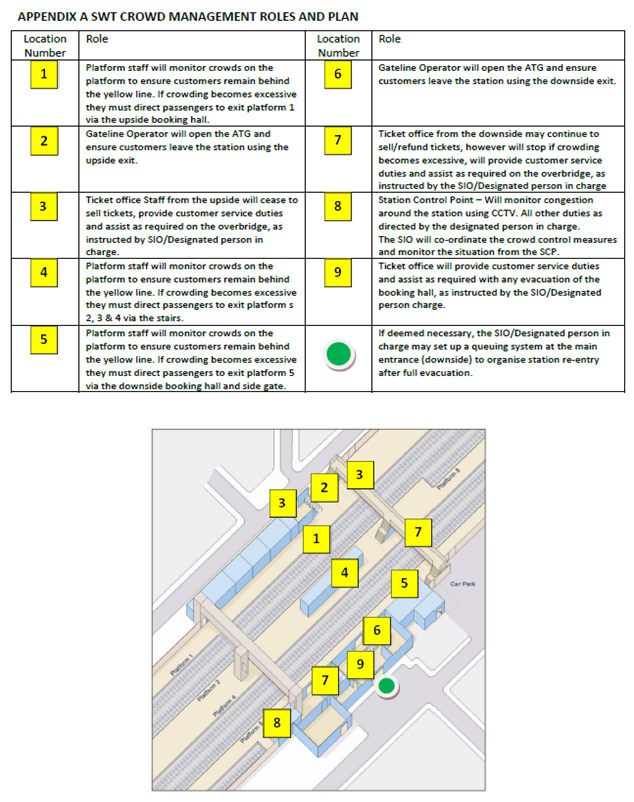 APPENDIX A SWT CROWD MANAGEMENT ROLES AND PLAN
Location Number
Role
Location Number
Role
1
Platform staff will monitor crowds on the
platform to ensure customers remain behind
the yellow line. If crowding becomes excessive
they must direct passengers to exit platform 1
via the upside booking hall.
6
Gateline Operator will open the ATG and ensure
customers leave the station using the downside exit.
2
Gateline Operator will open the ATG and
ensure customers leave the station using the
upside exit.
7
Ticket office from the downside may continue to
sell/refund tickets, however will stop if crowding
becomes excessive, will provide customer service
duties and assist as required on the overbridge, as
instructed by the SIO/Designated person in charge
3
Ticket office Staff from the upside will cease to
sell tickets, provide customer service duties
and assist as required on the overbridge, as
instructed by SIO/Designated person in
charge.
8
Station Control Point – Will monitor congestion
around the station using CCTV. All other duties as
directed by the designated person in charge.
The SIO will co-ordinate the crowd control measures
and monitor the situation from the SCP.
4
Platform staff will monitor crowds on the
platform to ensure customers remain behind
the yellow line. If crowding becomes excessive
they must direct passengers to exit platform s
2, 3 & 4 via the stairs.
9
Ticket office will provide customer service duties
and assist as required with any evacuation of the
booking hall, as instructed by the SIO/Designated
person charge.
5
Platform staff will monitor crowds on the
platform to ensure customers remain behind
the yellow line. If crowding becomes excessive
they must direct passengers to exit platform 5
via the downside booking hall and side gate.
If deemed necessary, the SIO/Designated person in
charge may set up a queuing system at the main
entrance (downside) to organise station re-entry
after full evacuation.
3
2
3
Platform 3
1
7
4
5
Car Park
6
9
Platform 1
Platform 2
7
Platform 4
Platform
8